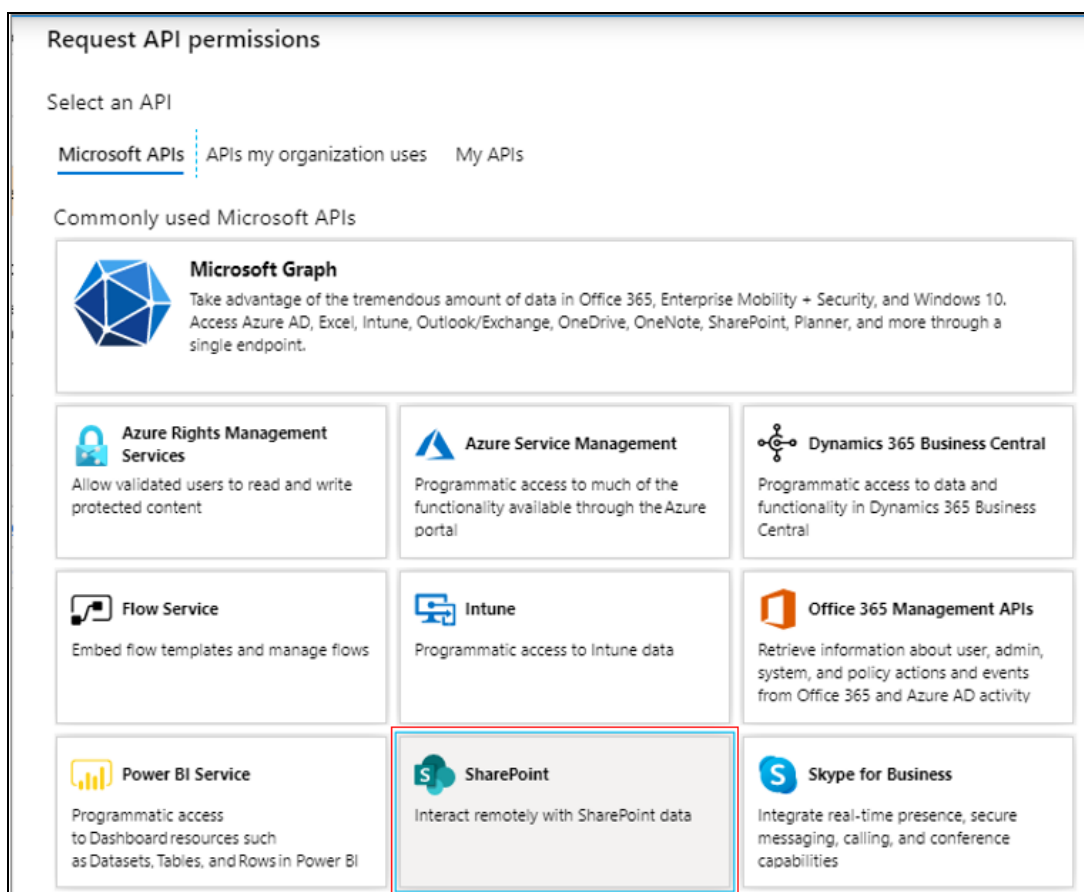 Request API permissions
Select an API
Microsoft APIs APIs my organization uses My APIs
Commonly used Microsoft APIs
Microsoft Graph
Take advantage of the tremendous amount of data in Office 365, Enterprise Mobility + Security, and Windows 10.
Access Azure AD, Excel, Intune, Outlook/Exchange, OneDrive, OneNote, SharePoint, Planner, and more through a
single endpoint.
Azure Rights Management
Services
Allow validated users to read and write
protected content
Azure Service Management
Programmatic access to much of the
functionality available through the Azure
portal
Dynamics 365 Business Central
Programmatic access to data and
functionality in Dynamics 365 Business
Central
Flow Service
Embed flow templates and manage flows
Intune
Programmatic access to Intune data
Office 365 Management APIs
Retrieve information about user, admin,
system, and policy actions and events
from Office 365 and Azure AD activity
Power BI Service
Programmatic access
to Dashboard resources such
as Datasets, Tables, and Rows in Power BI
S
SharePoint
Interact remotely with SharePoint data
S
Skype for Business
Integrate real-time presence, secure
messaging, calling, and conference
capabilities